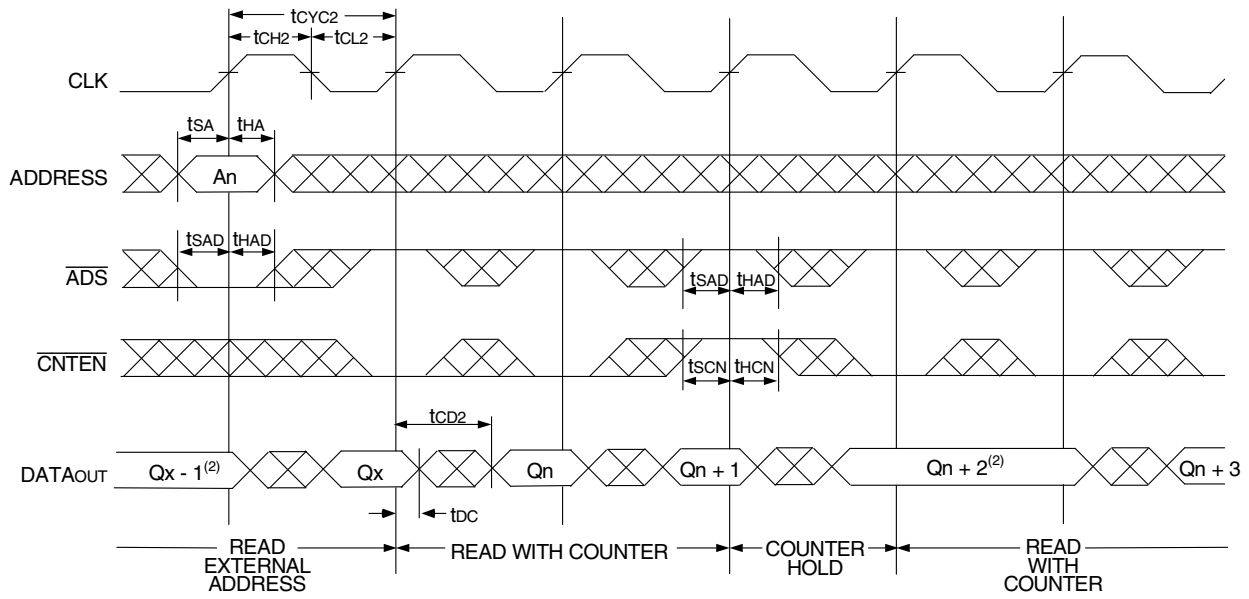 tCYC2
tCH2 tCL2
CLK
tSA tHA
ADDRESS An
tSAD tHAD
ADS
tSAD tHAD
CNTEN
tSCN tHCN
tCD2
DATAOUT Qx - 1(2) Qx Qn Qn + 1 Qn + 2(2) Qn + 3
tDC
READ EXTERNAL ADDRESS
READ WITH COUNTER
COUNTER HOLD
READ WITH COUNTER